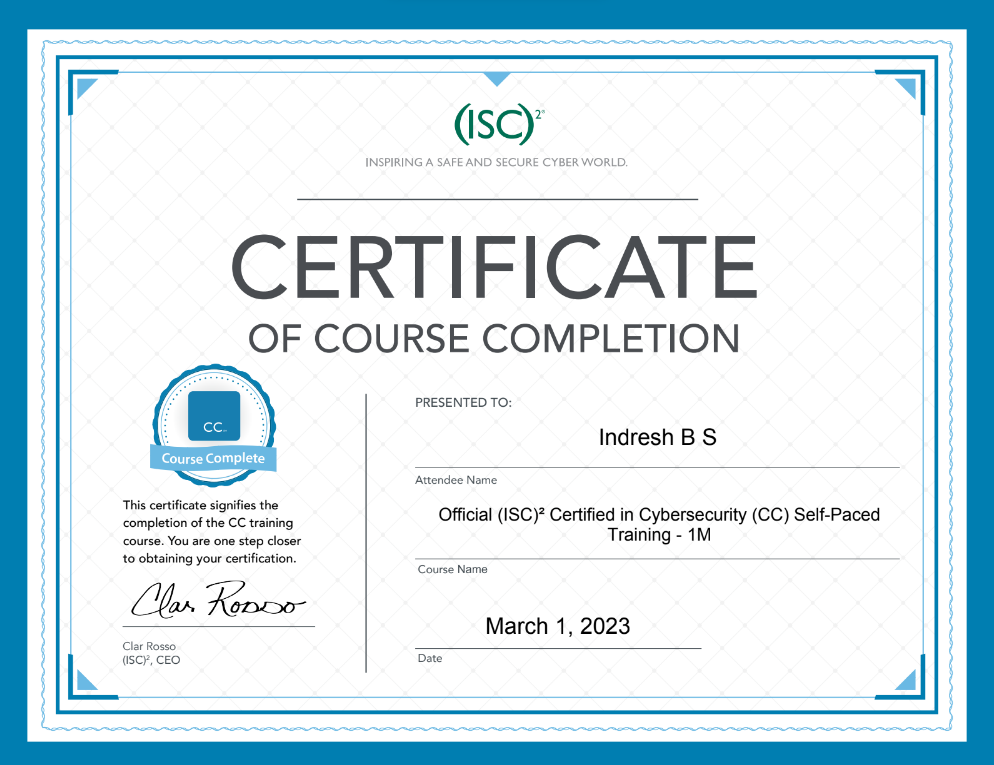 (ISC)²®
INSPIRING A SAFE AND SECURE CYBER WORLD.
CERTIFICATE
OF COURSE COMPLETION
CC
Course Complete
This certificate signifies the
completion of the CC training
course. You are one step closer
to obtaining your certification.
Clar Rosso
Clar Rosso
(ISC)², CEO
PRESENTED TO:
Indresh B S
Attendee Name
Official (ISC)² Certified in Cybersecurity (CC) Self-Paced
Training - 1M
Course Name
March 1, 2023
Date